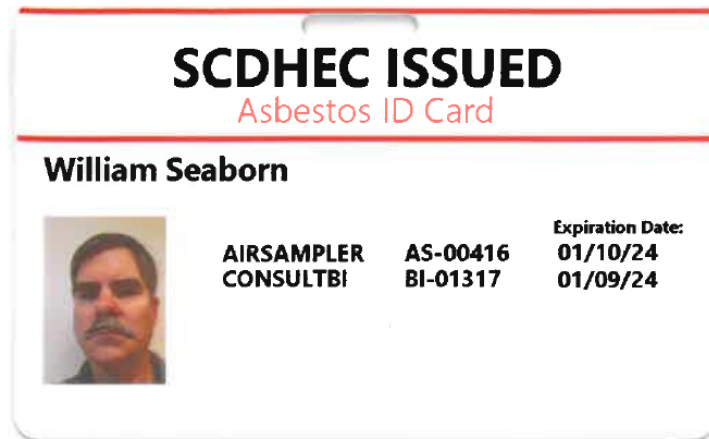 SCDHEC ISSUED
Asbestos ID Card
William Seaborn
Expiration Date:
AIRSAMPLER AS-00416 01/10/24
CONSULTBI BI-01317 01/09/24